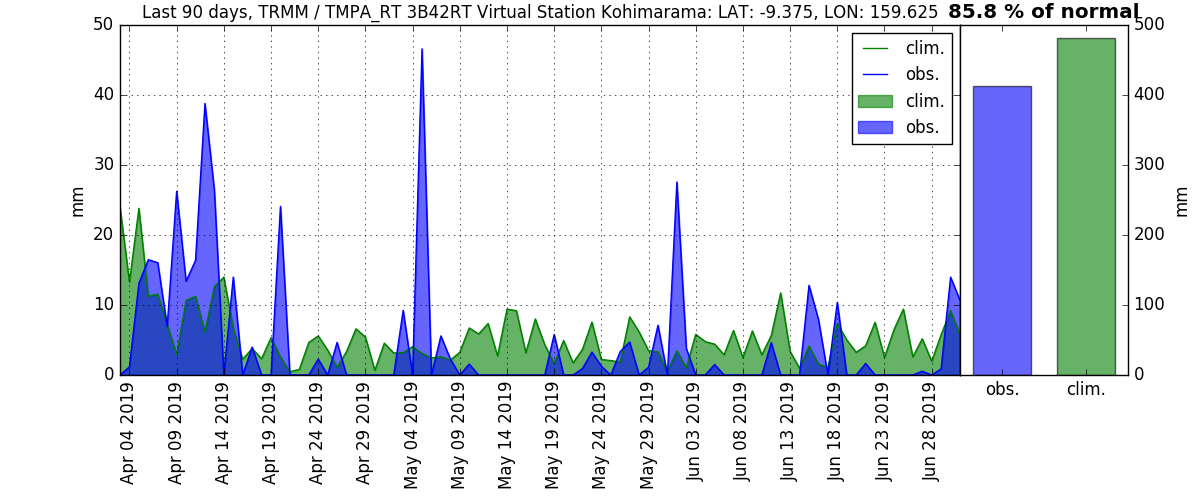 Last 90 days, TRMM / TMPA_RT 3B42RT Virtual Station Kohimarama: LAT: -9.375, LON: 159.625
85.8 % of normal
50
40
30
20
10
0
mm
clim.
obs.
clim.
obs.
500
400
300
200
100
0
mm
Apr 04 2019
Apr 09 2019
Apr 14 2019
Apr 19 2019
Apr 24 2019
Apr 29 2019
May 04 2019
May 09 2019
May 14 2019
May 19 2019
May 24 2019
May 29 2019
Jun 03 2019
Jun 08 2019
Jun 13 2019
Jun 18 2019
Jun 23 2019
Jun 28 2019
obs.
clim.